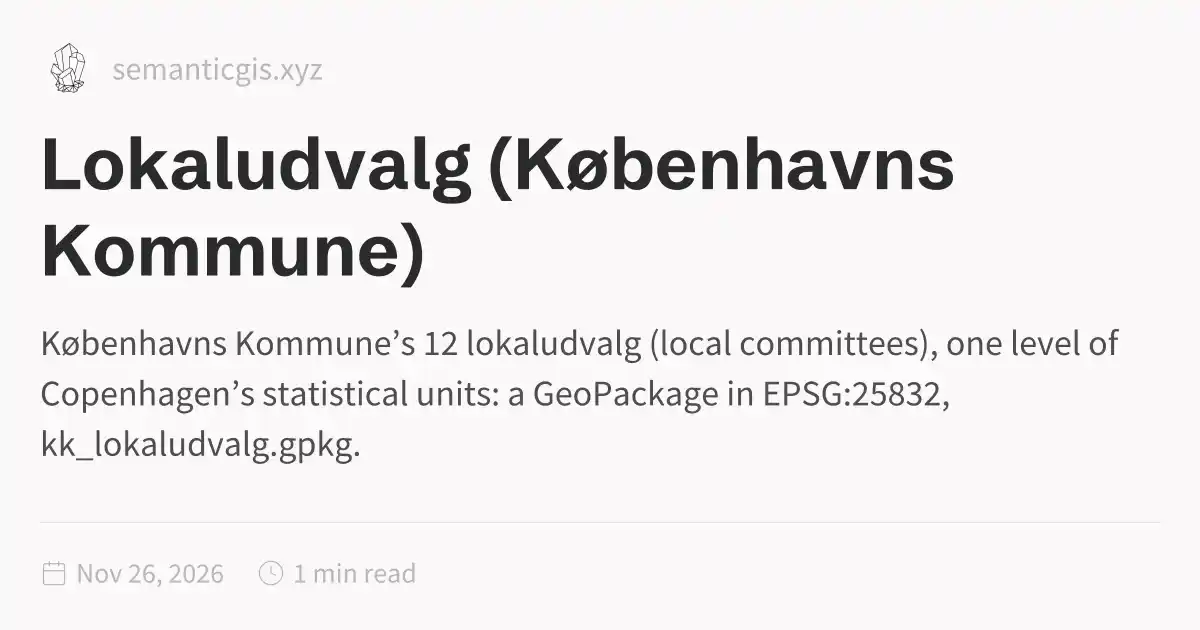 semanticgis.xyz
Lokaludvalg (Københavns
Kommune)
Københavns Kommune’s 12 lokaludvalg (local committees), one level of
Copenhagen’s statistical units: a GeoPackage in EPSG:25832,
kk_lokaludvalg.gpkg.
Nov 26, 2026 1 min read